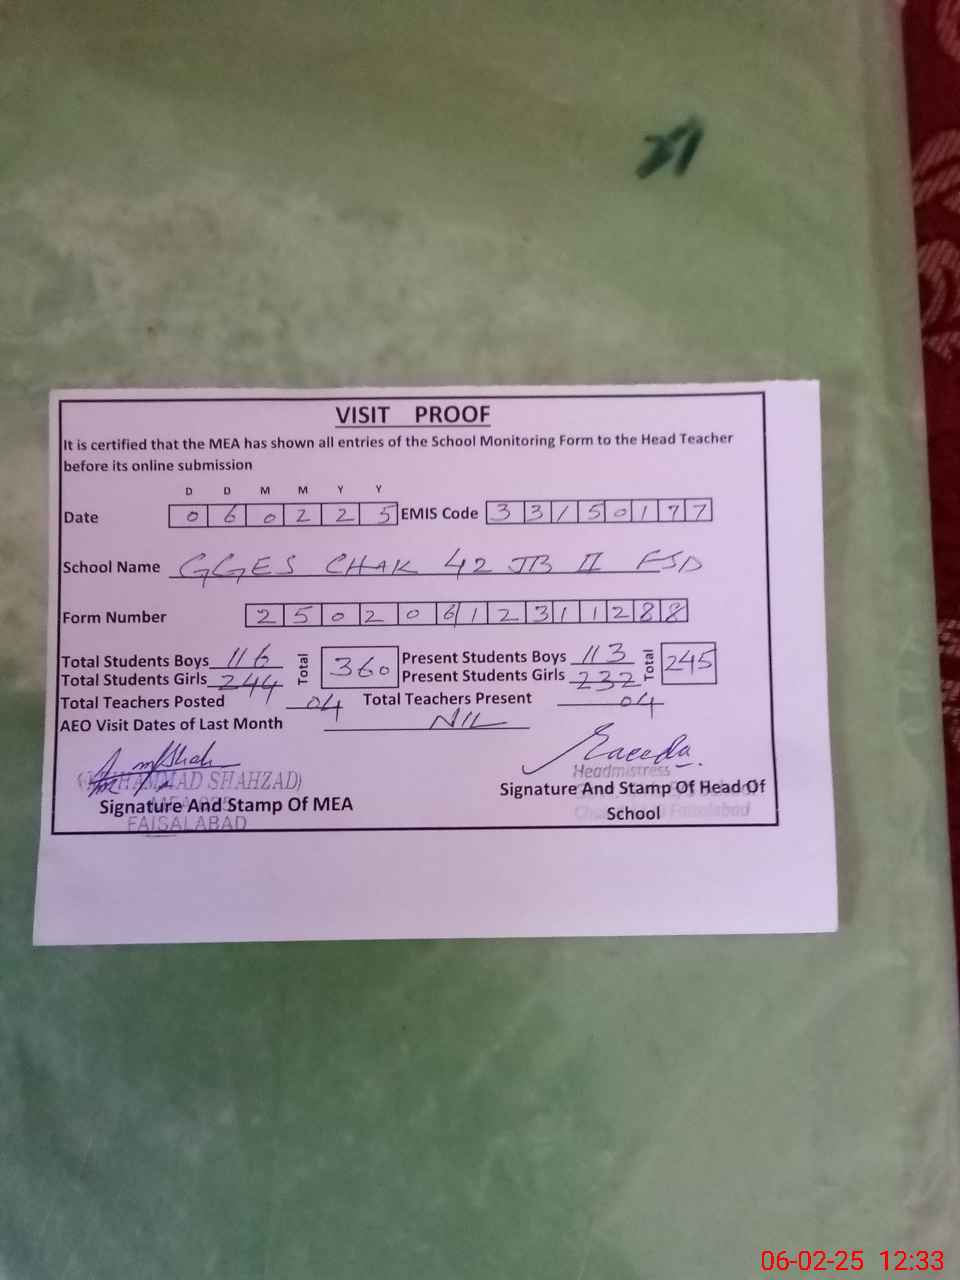 VISIT PROOF
It is certified that the MEA has shown all entries of the School Monitoring Form to the Head Teacher
before its online submission
D D M M Y Y
Date 0 6 0 2 2 5 EMIS Code 3 3 1 5 0 1 7 7
School Name GGES CHAK 42 JB II FSD
Form Number 2 5 0 2 0 6 1 2 3 1 1 2 8 8
Total Students Boys 116 Total 360 Present Students Boys 113 Total 245
Total Students Girls 244 Present Students Girls 232
Total Teachers Posted 04 Total Teachers Present 04
AEO Visit Dates of Last Month NIL
Saeeda
(MUHAMMAD SHAHZAD) Headmistress
Signature And Stamp Of MEA Signature And Stamp Of Head Of
FAISALABAD School Faisalabad
06-02-25 12:33